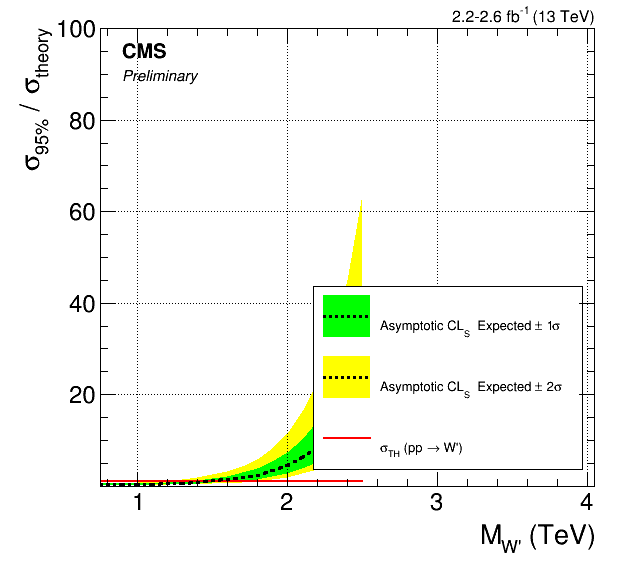 2.2-2.6 fb⁻¹ (13 TeV)
σ95% / σtheory
CMS
Preliminary
100
80
60
40
20
Asymptotic CLS Expected ± 1σ
Asymptotic CLS Expected ± 2σ
σTH (pp → W')
1 2 3 4
MW' (TeV)